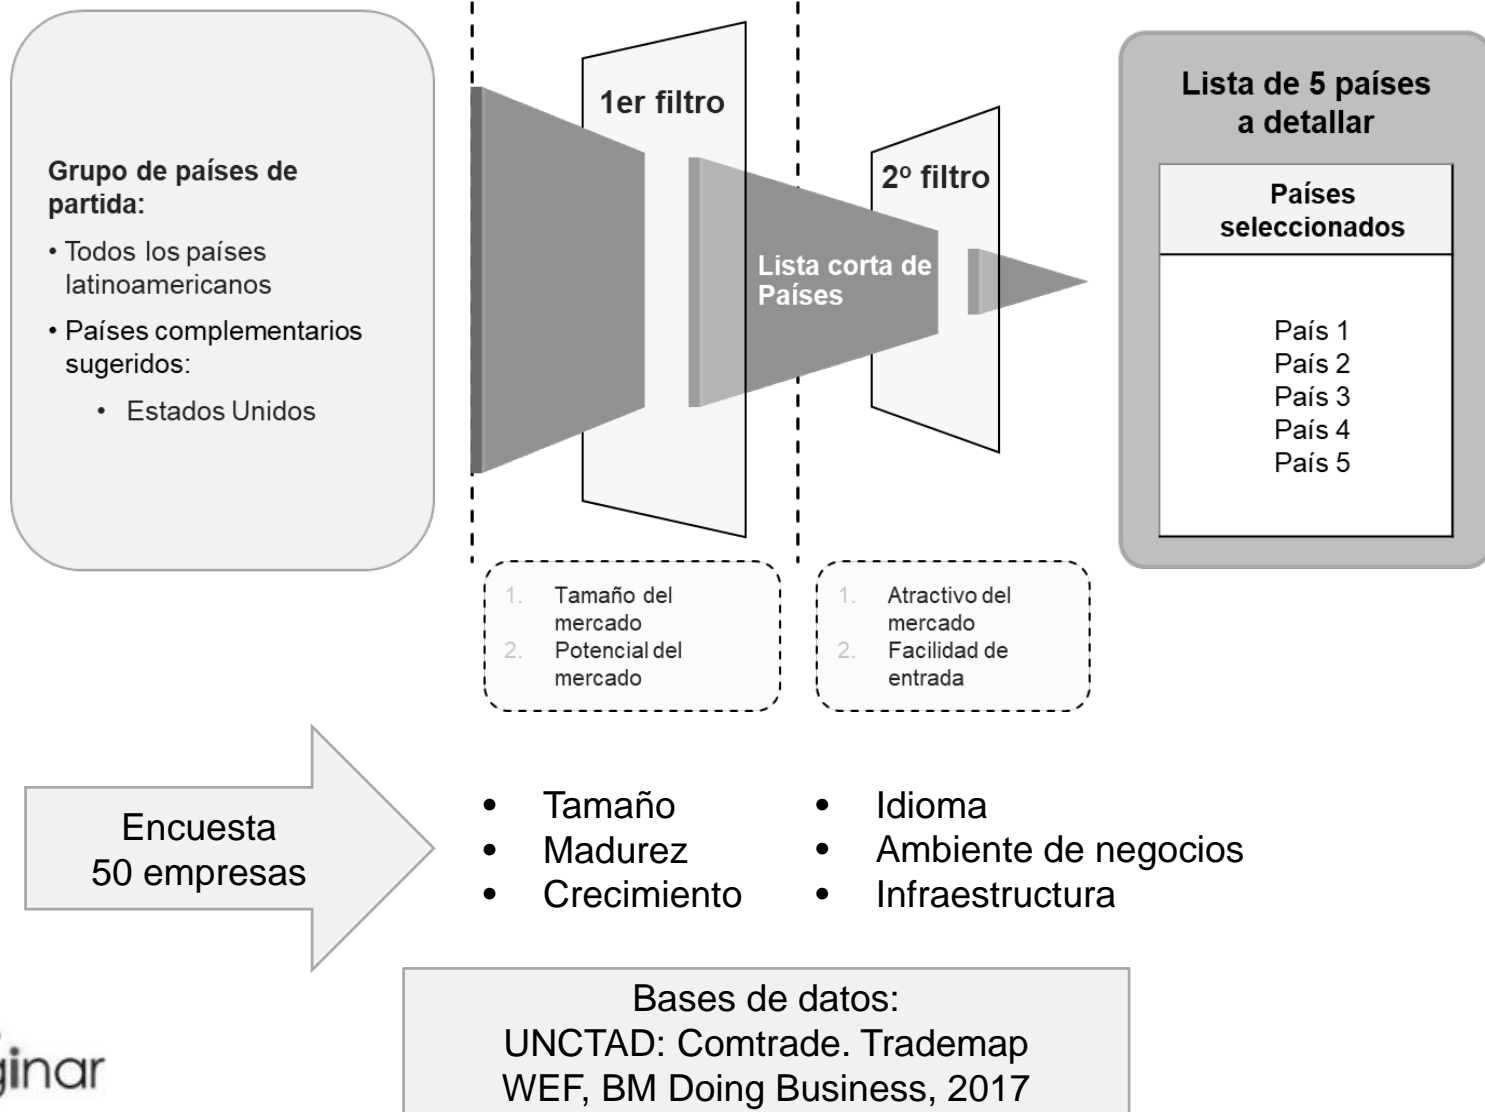 Grupo de países de
partida:
• Todos los países
latinoamericanos
• Países complementarios
sugeridos:
• Estados Unidos
1er filtro
Lista corta de
Países
2º filtro
Lista de 5 países
a detallar
Países
seleccionados
País 1
País 2
País 3
País 4
País 5
1. Tamaño del
mercado
2. Potencial del
mercado
1. Atractivo del
mercado
2. Facilidad de
entrada
Encuesta
50 empresas
• Tamaño
• Madurez
• Crecimiento
• Idioma
• Ambiente de negocios
• Infraestructura
Bases de datos:
UNCTAD: Comtrade. Trademap
WEF, BM Doing Business, 2017
ginar